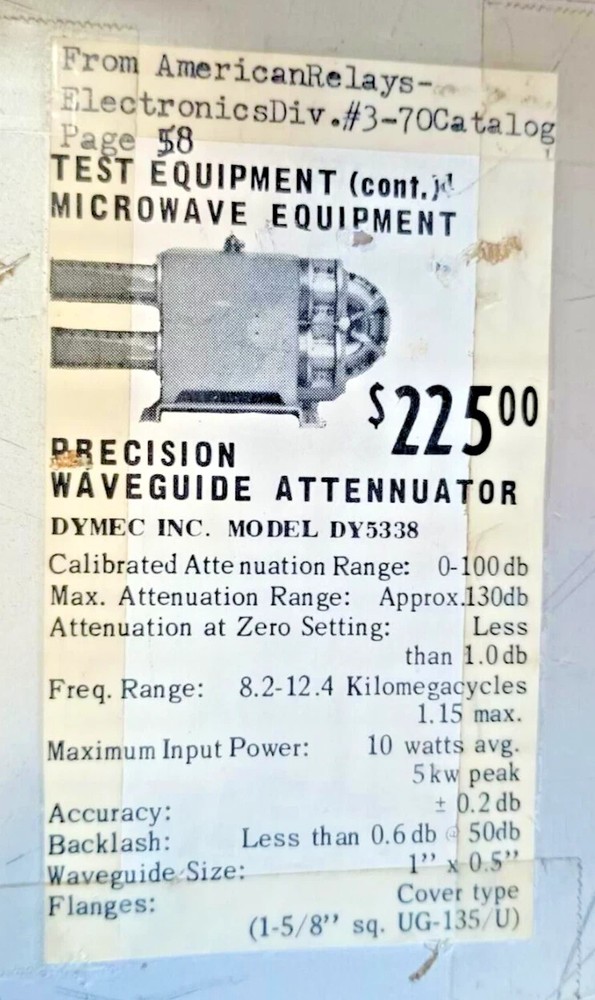 From AmericanRelays-
ElectronicsDiv.#3-70Catalog
Page 58
TEST EQUIPMENT (cont.)
MICROWAVE EQUIPMENT
$22500
PRECISION
WAVEGUIDE ATTENNUATOR
DYMEC INC. MODEL DY5338
Calibrated Atte nuation Range: 0-100db
Max. Attenuation Range: Approx.130db
Attenuation at Zero Setting: Less
than 1.0db
Freq. Range: 8.2-12.4 Kilomegacycles
1.15 max.
Maximum Input Power: 10 watts avg.
5kw peak
Accuracy: ± 0.2db
Backlash: Less than 0.6db @ 50db
Waveguide Size: 1’’ x 0.5’’
Flanges: Cover type
(1-5/8’’ sq. UG-135/U)